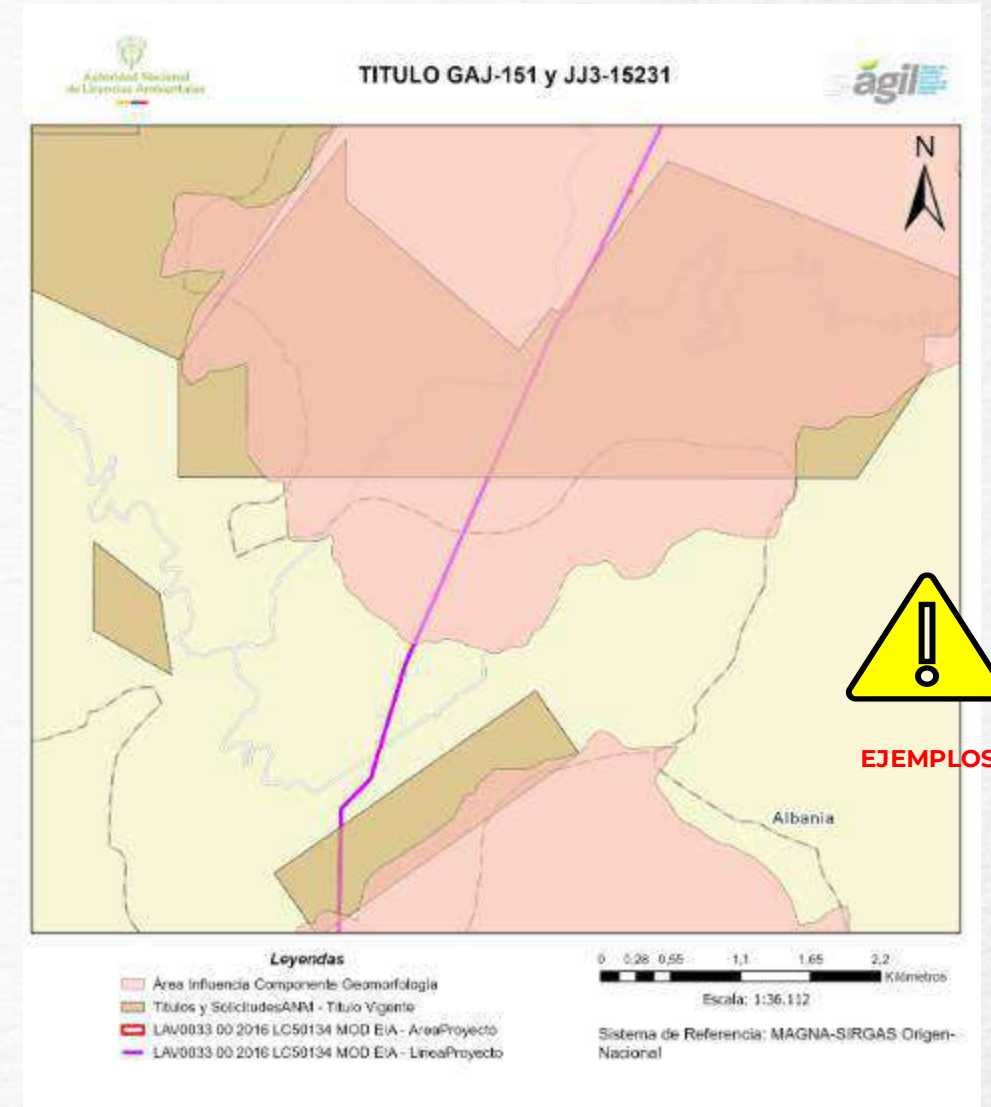 Autoridad Nacional
de Licencias Ambientales
TITULO GAJ-151 y JJ3-15231
ágil
N
EJEMPLOS
Albania
Leyendas
Área Influencia Componente Geomorfología
Titulos y SolicitudesANM - Titulo Vigente
LAV0033 00 2016 LC50134 MOD EIA - AreaProyecto
LAV0033 00 2016 LC50134 MOD EIA - LineaProyecto
0 0,28 0,55 1,1 1,65 2,2
Kilómetros
Escala: 1:36.112
Sistema de Referencia: MAGNA-SIRGAS Origen-
Nacional